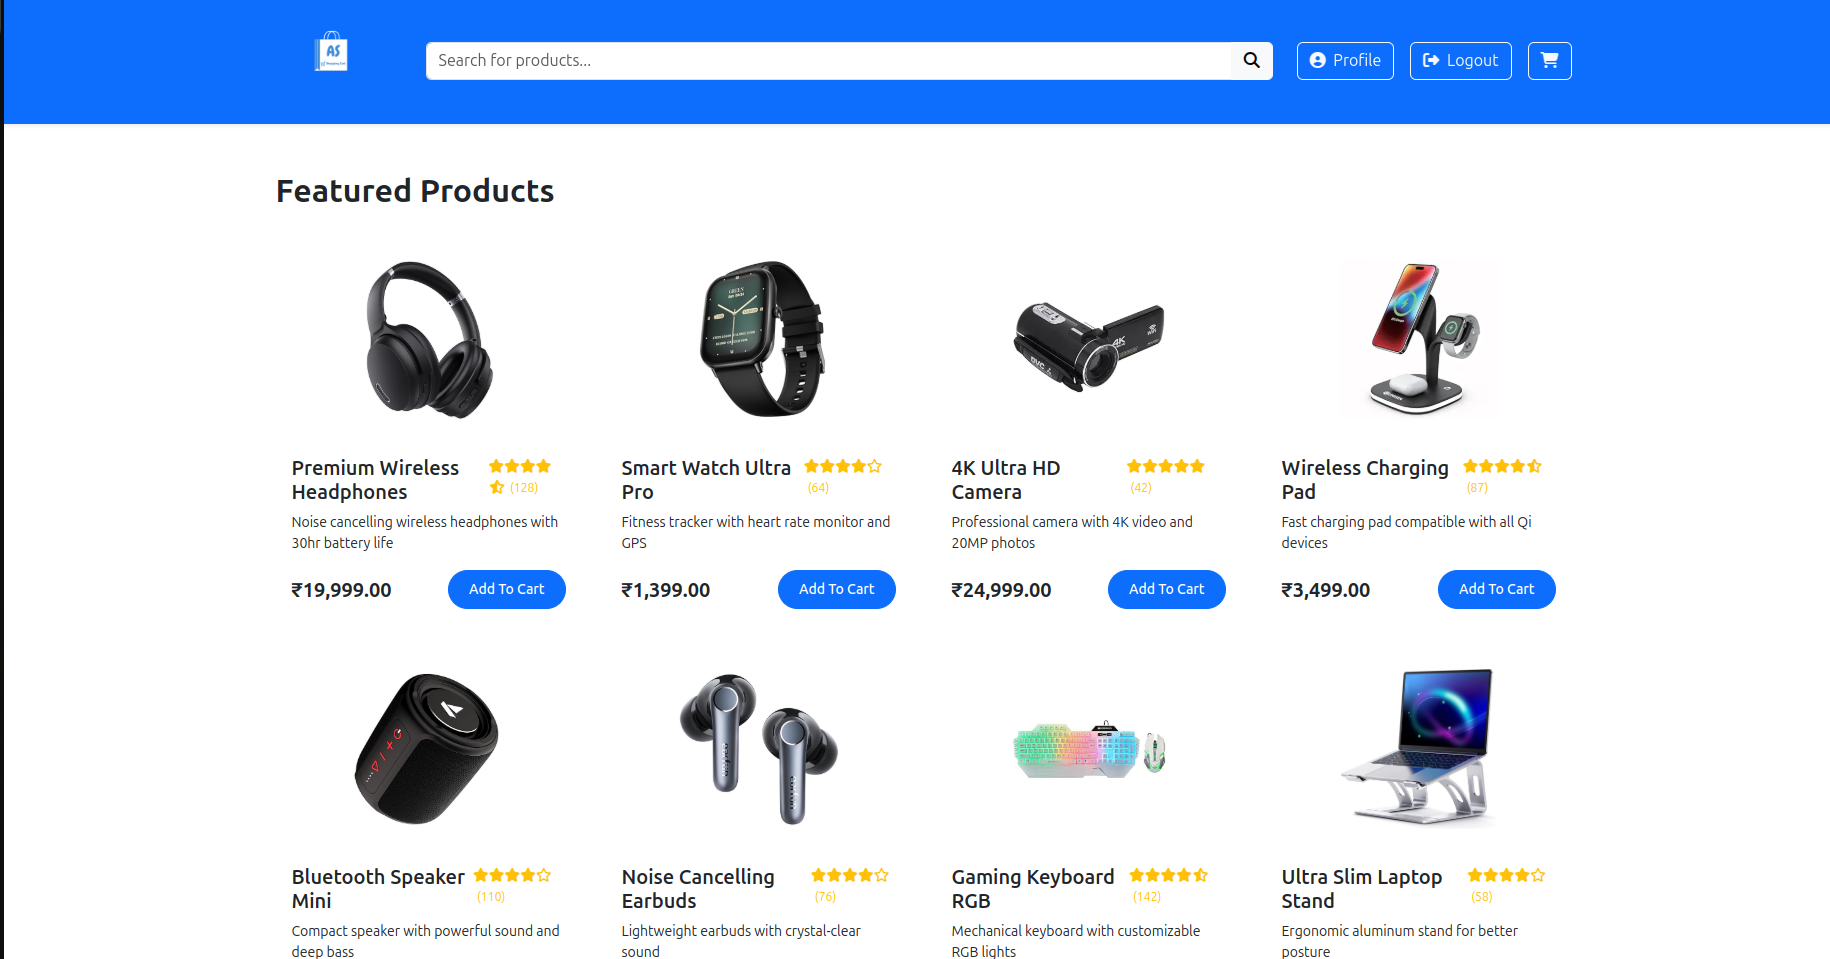 AS
Search for products...
Profile
Logout
Featured Products
GREEN
4K
DVC
Premium Wireless
Headphones
(128)
Smart Watch Ultra
Pro
(64)
4K Ultra HD
Camera
(42)
Wireless Charging
Pad
(87)
Noise cancelling wireless headphones with
30hr battery life
Fitness tracker with heart rate monitor and
GPS
Professional camera with 4K video and
20MP photos
Fast charging pad compatible with all Qi
devices
₹19,999.00
Add To Cart
₹1,399.00
Add To Cart
₹24,999.00
Add To Cart
₹3,499.00
Add To Cart
Bluetooth Speaker
Mini
(110)
Noise Cancelling
Earbuds
(76)
Gaming Keyboard
RGB
(142)
Ultra Slim Laptop
Stand
(58)
Compact speaker with powerful sound and
deep bass
Lightweight earbuds with crystal-clear
sound
Mechanical keyboard with customizable
RGB lights
Ergonomic aluminum stand for better
posture